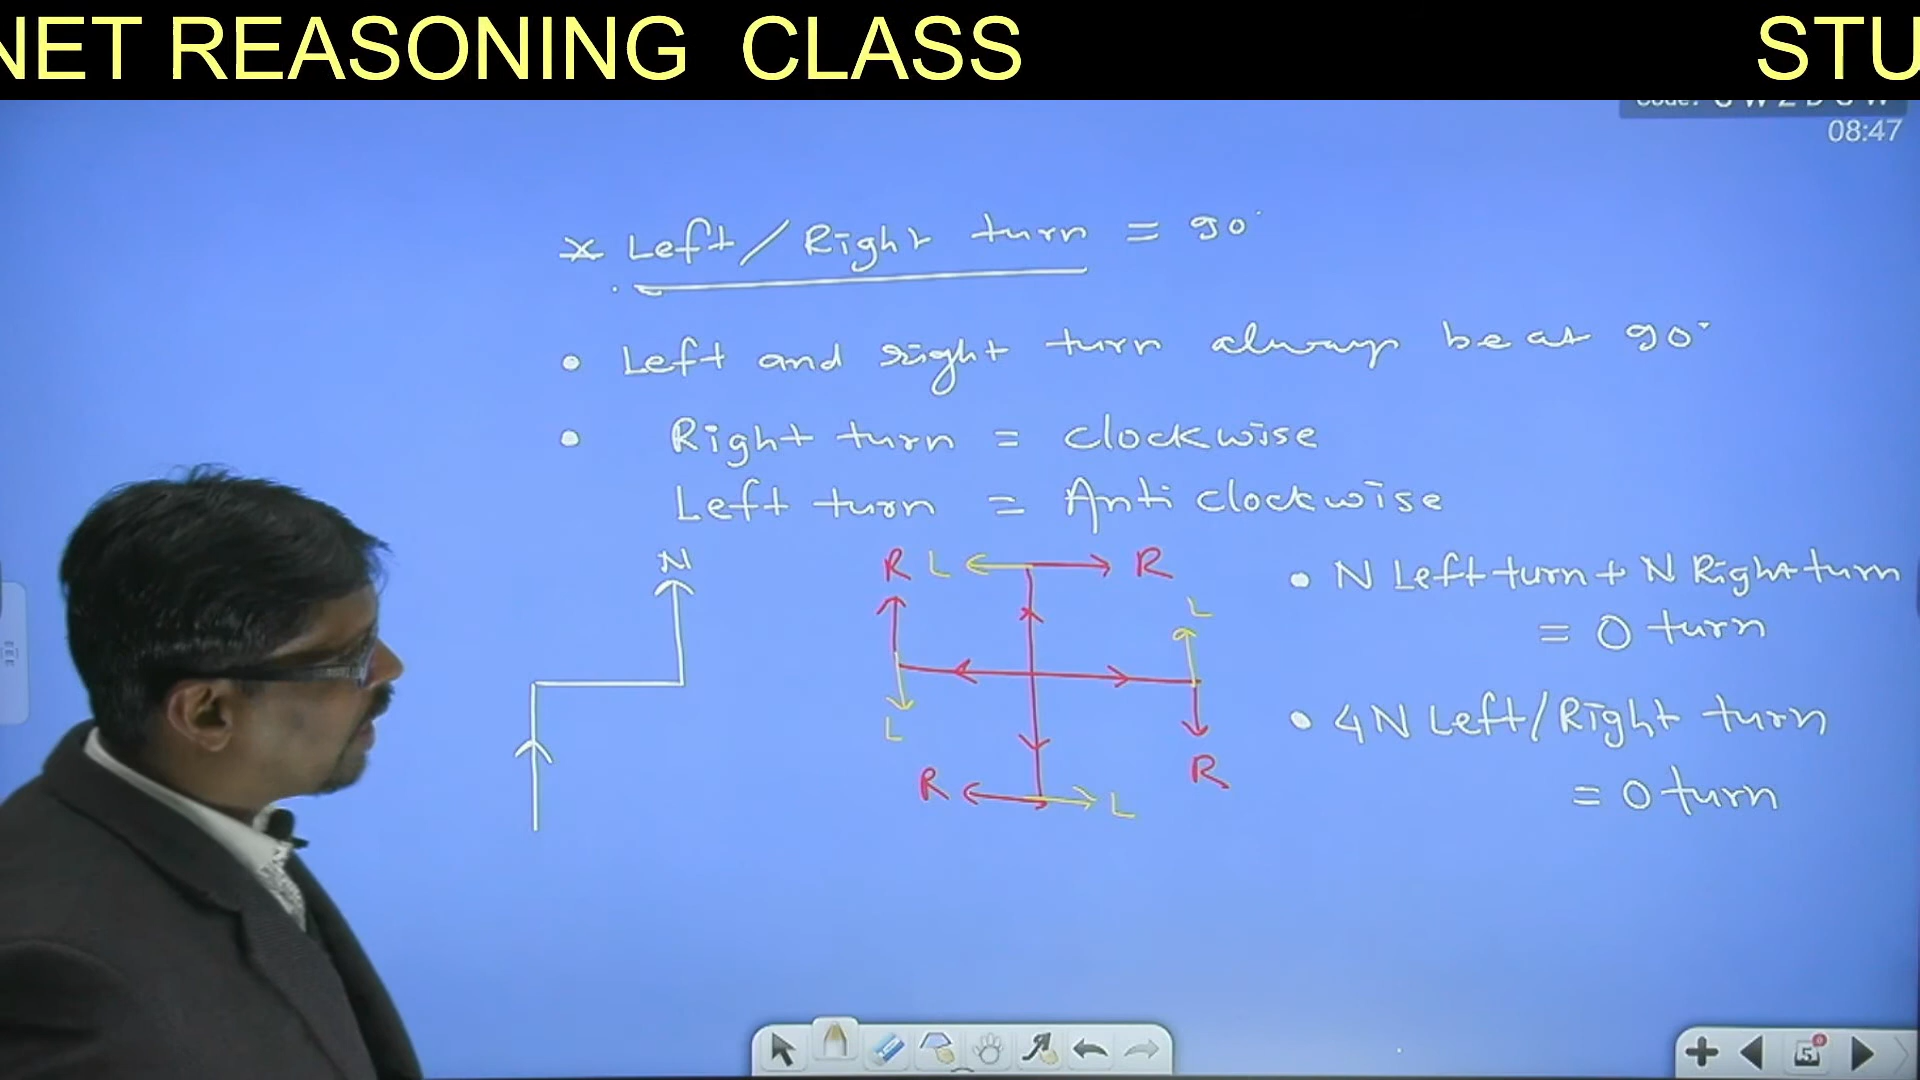 NET REASONING CLASS STU
08:47
* Left/Right turn = 90°
• Left and right turn always be at 90°
• Right turn = clockwise
Left turn = Anti clockwise
N
R L R
L
L
R
R L
• N Left turn + N Right turn
= 0 turn
• 4N Left/Right turn
= 0 turn
5